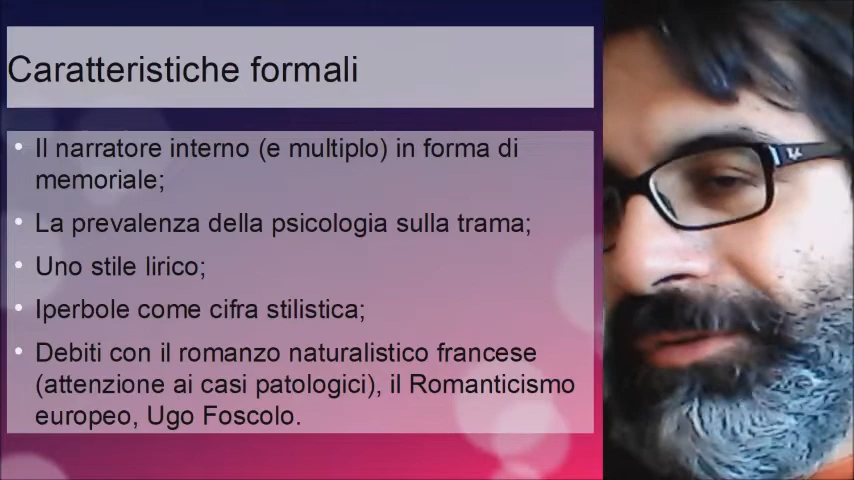 Caratteristiche formali
• Il narratore interno (e multiplo) in forma di
memoriale;
• La prevalenza della psicologia sulla trama;
• Uno stile lirico;
• Iperbole come cifra stilistica;
• Debiti con il romanzo naturalistico francese
(attenzione ai casi patologici), il Romanticismo
europeo, Ugo Foscolo.